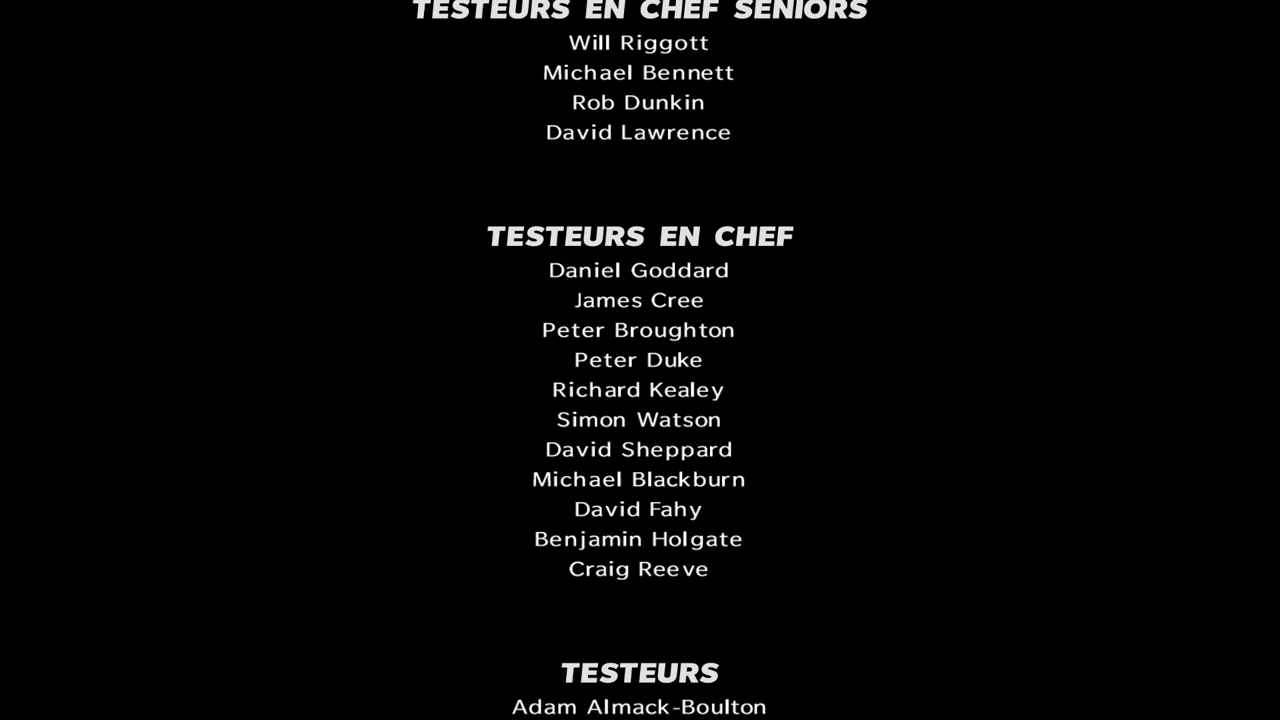 TESTEURS EN CHEF SENIORS
Will Riggott
Michael Bennett
Rob Dunkin
David Lawrence
TESTEURS EN CHEF
Daniel Goddard
James Cree
Peter Broughton
Peter Duke
Richard Kealey
Simon Watson
David Sheppard
Michael Blackburn
David Fahy
Benjamin Holgate
Craig Reeve
TESTEURS
Adam Almack-Boulton